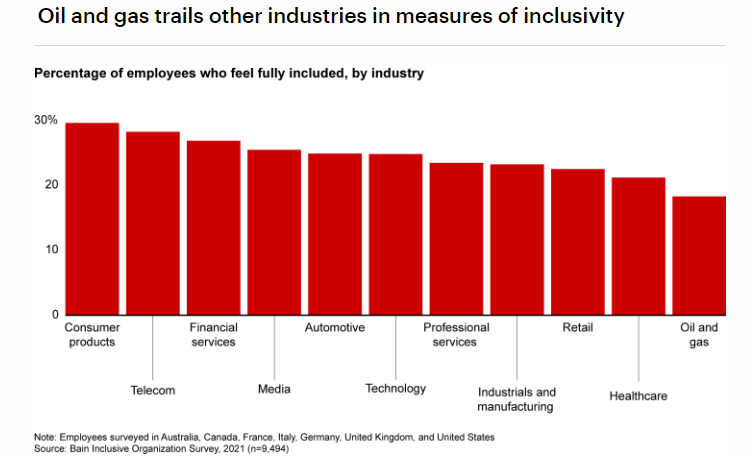 Oil and gas trails other industries in measures of inclusivity
Percentage of employees who feel fully included, by industry
30%
20
10
0
Consumer
products
Telecom
Financial
services
Media
Automotive
Technology
Professional
services
Industrials and
manufacturing
Retail
Healthcare
Oil and
gas
Note: Employees surveyed in Australia, Canada, France, Italy, Germany, United Kingdom, and United States
Source: Bain Inclusive Organization Survey, 2021 (n=9,494)